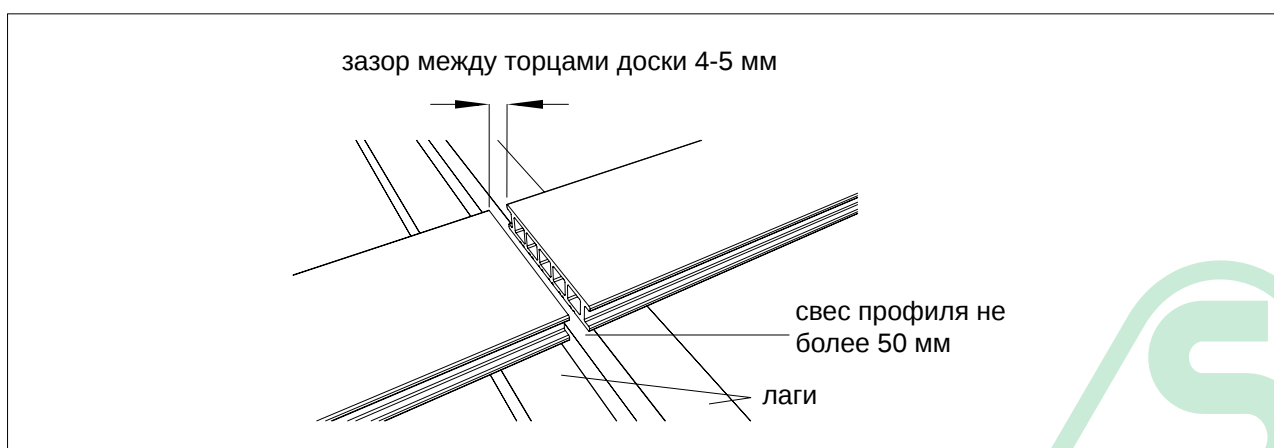 зазор между торцами доски 4-5 мм
свес профиля не
более 50 мм
лаги